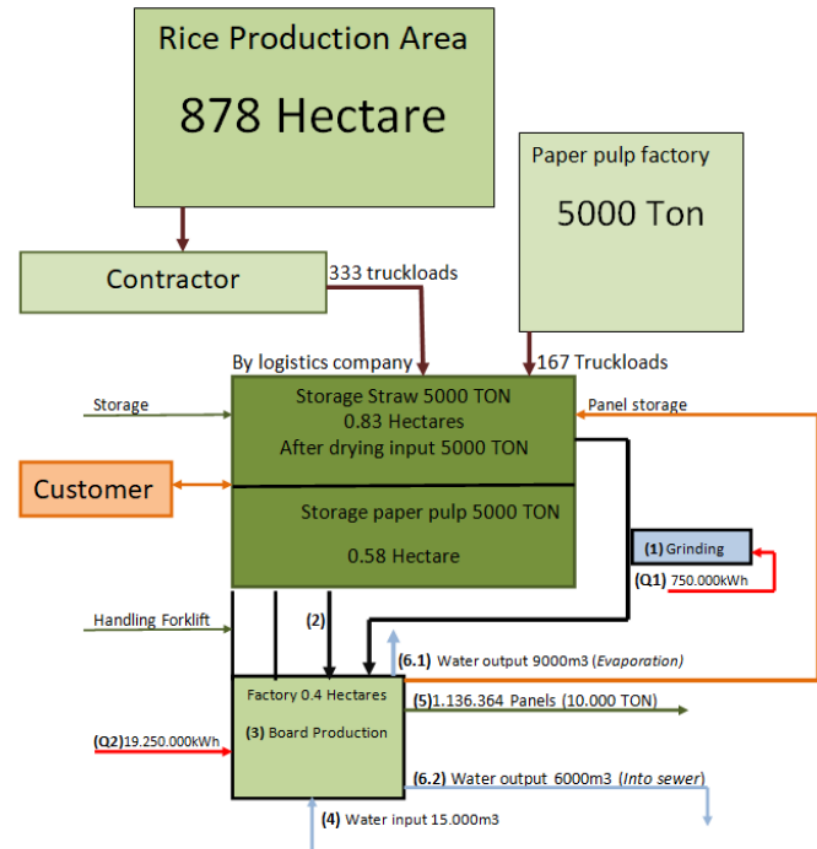 Rice Production Area
878 Hectare
Paper pulp factory
5000 Ton
Contractor
333 truckloads
By logistics company
167 Truckloads
Storage Straw 5000 TON
0.83 Hectares
After drying input 5000 TON
Storage
Panel storage
Customer
Storage paper pulp 5000 TON
0.58 Hectare
(1) Grinding
(Q1) 750.000kWh
Handling Forklift
(2)
(6.1) Water output 9000m3 (Evaporation)
Factory 0.4 Hectares
(5)1.136.364 Panels (10.000 TON)
(3) Board Production
(Q2)19.250.000kWh
(6.2) Water output 6000m3 (Into sewer)
(4) Water input 15.000m3